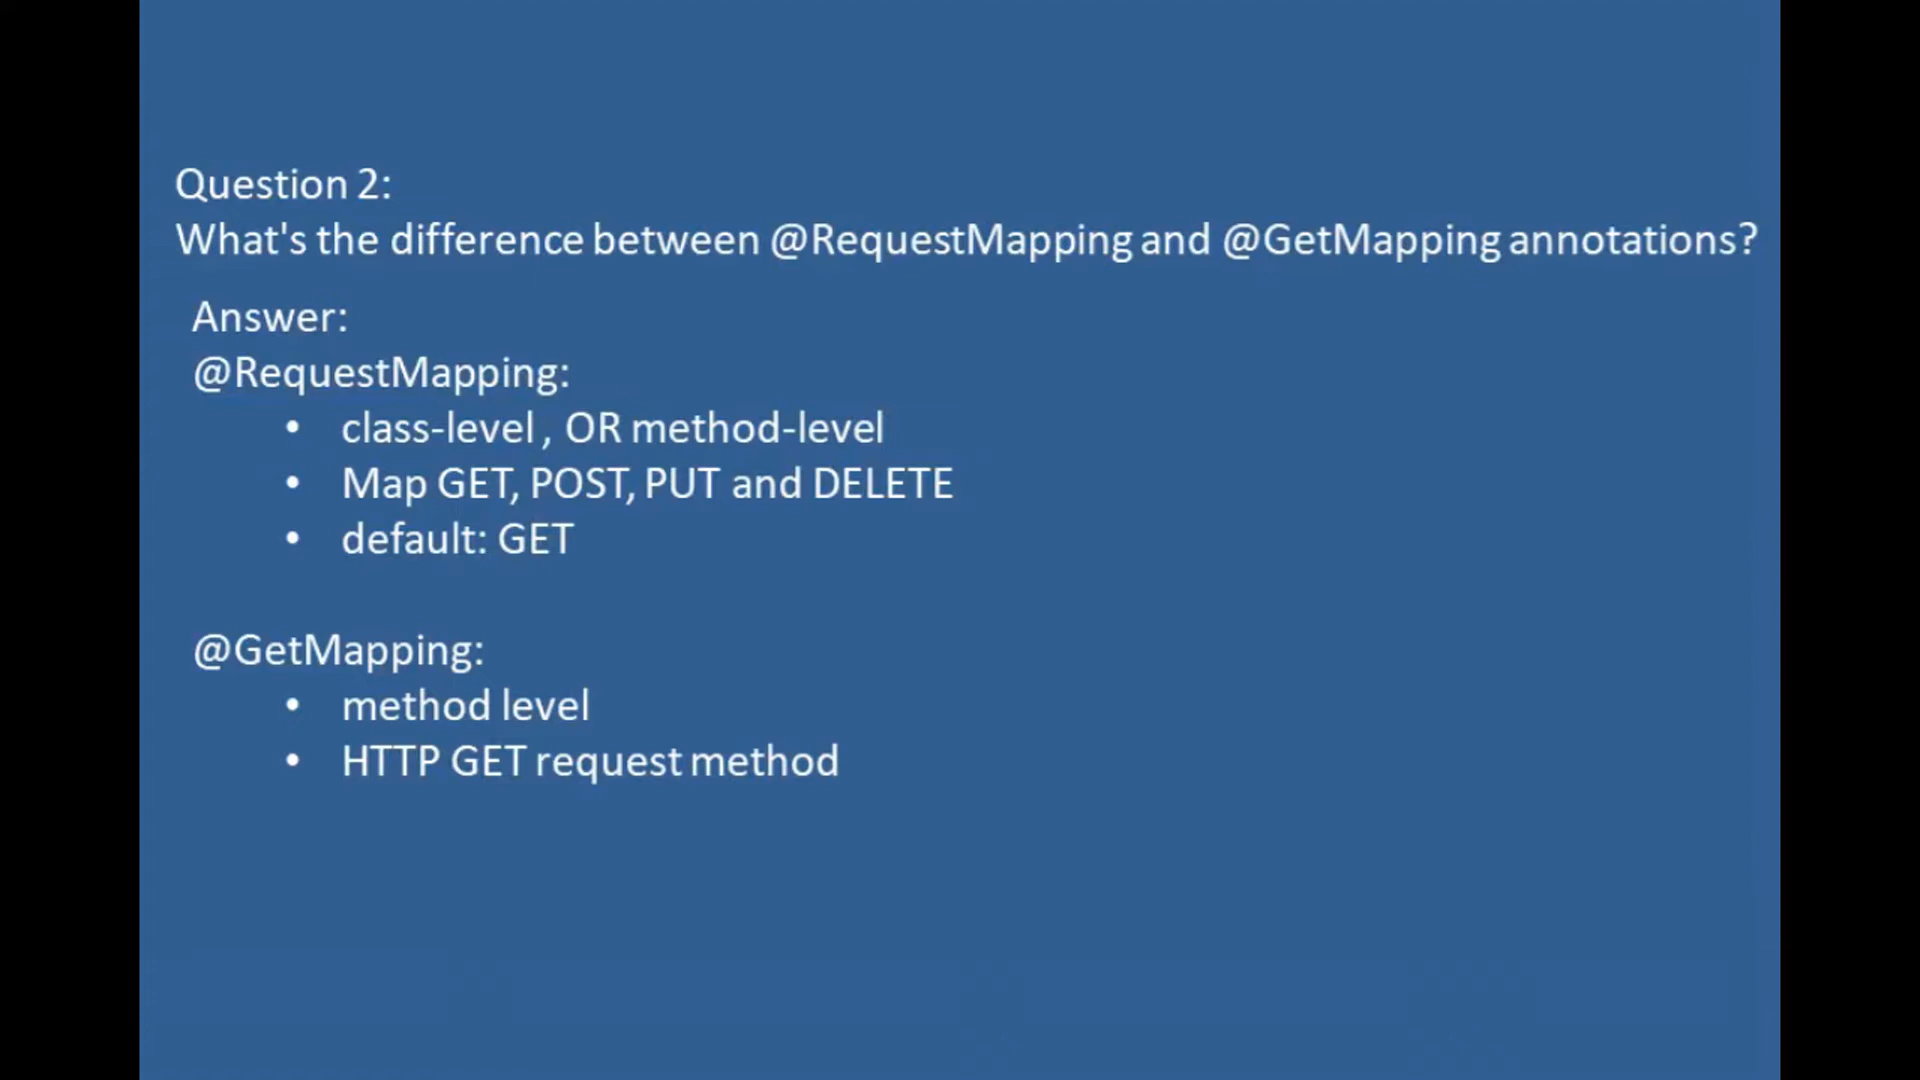 Question 2:
What's the difference between @RequestMapping and @GetMapping annotations?
Answer:
@RequestMapping:
• class-level , OR method-level
• Map GET, POST, PUT and DELETE
• default: GET
@GetMapping:
• method level
• HTTP GET request method